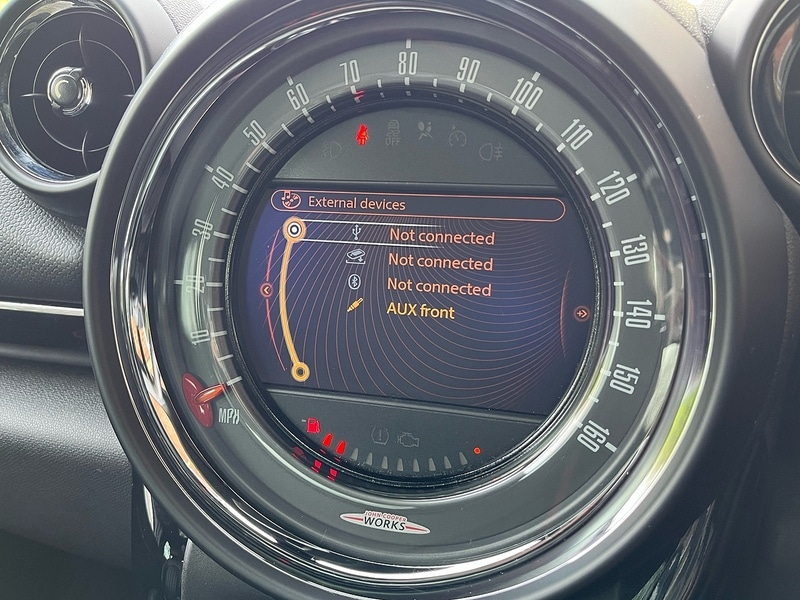 10
20
30
40
50
60
70
80
90
100
110
120
130
140
150
160
MPH
OFF
External devices
Not connected
Not connected
Not connected
AUX front
JOHN COOPER
WORKS